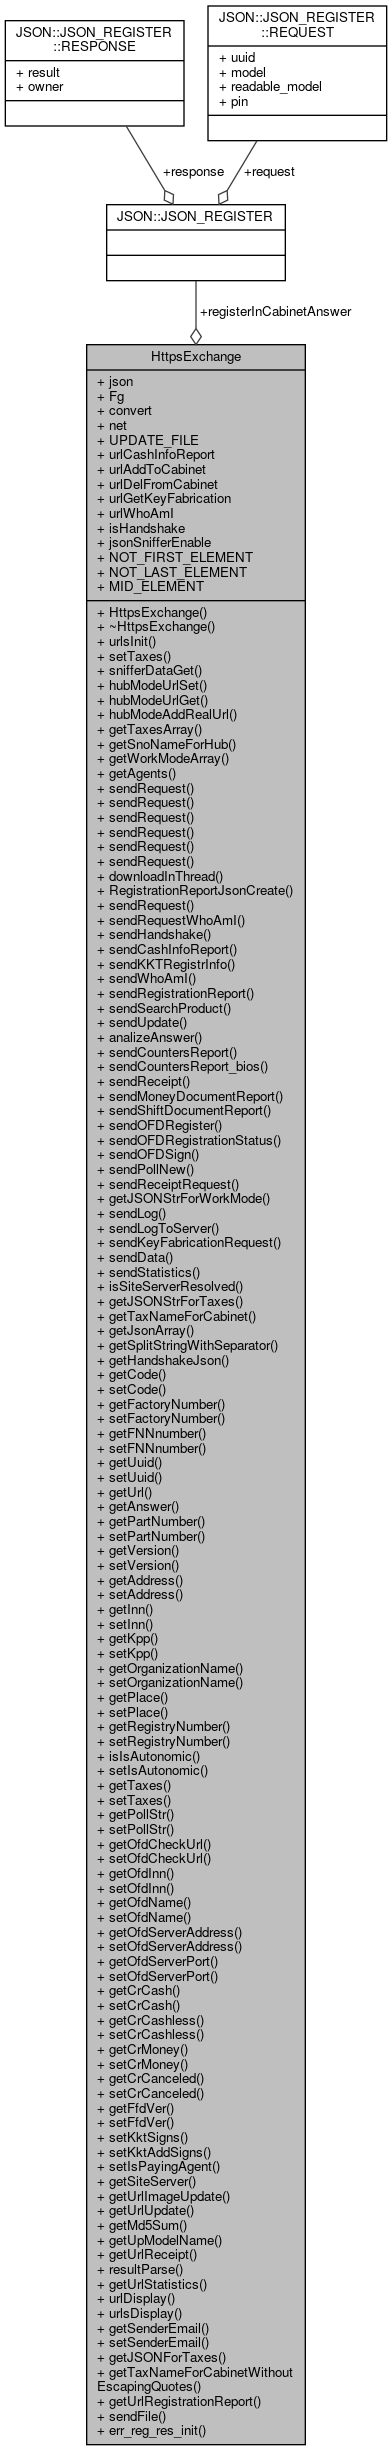 JSON::JSON_REGISTER
::RESPONSE
+ result
+ owner
JSON::JSON_REGISTER
::REQUEST
+ uuid
+ model
+ readable_model
+ pin
+response
+request
JSON::JSON_REGISTER
+registerInCabinetAnswer
HttpsExchange
+ json
+ Fg
+ convert
+ net
+ UPDATE_FILE
+ urlCashInfoReport
+ urlAddToCabinet
+ urlDelFromCabinet
+ urlGetKeyFabrication
+ urlWhoAmI
+ isHandshake
+ jsonSnifferEnable
+ NOT_FIRST_ELEMENT
+ NOT_LAST_ELEMENT
+ MID_ELEMENT
+ HttpsExchange()
+ ~HttpsExchange()
+ urlsInit()
+ setTaxes()
+ snifferDataGet()
+ hubModeUrlSet()
+ hubModeUrlGet()
+ hubModeAddRealUrl()
+ getTaxesArray()
+ getSnoNameForHub()
+ getWorkModeArray()
+ getAgents()
+ sendRequest()
+ sendRequest()
+ sendRequest()
+ sendRequest()
+ sendRequest()
+ sendRequest()
+ downloadInThread()
+ RegistrationReportJsonCreate()
+ sendRequest()
+ sendRequestWhoAmI()
+ sendHandshake()
+ sendCashInfoReport()
+ sendKKTRegistrInfo()
+ sendWhoAmI()
+ sendRegistrationReport()
+ sendSearchProduct()
+ sendUpdate()
+ analizeAnswer()
+ sendCountersReport()
+ sendCountersReport_bios()
+ sendReceipt()
+ sendMoneyDocumentReport()
+ sendShiftDocumentReport()
+ sendOFDRegister()
+ sendOFDRegistrationStatus()
+ sendOFDSign()
+ sendPollNew()
+ sendReceiptRequest()
+ getJSONStrForWorkMode()
+ sendLog()
+ sendLogToServer()
+ sendKeyFabricationRequest()
+ sendData()
+ sendStatistics()
+ isSiteServerResolved()
+ getJSONStrForTaxes()
+ getTaxNameForCabinet()
+ getJsonArray()
+ getSplitStringWithSeparator()
+ getHandshakeJson()
+ getCode()
+ setCode()
+ getFactoryNumber()
+ setFactoryNumber()
+ getFNNnumber()
+ setFNNnumber()
+ getUuid()
+ setUuid()
+ getUrl()
+ getAnswer()
+ getPartNumber()
+ setPartNumber()
+ getVersion()
+ setVersion()
+ getAddress()
+ setAddress()
+ getInn()
+ setInn()
+ getKpp()
+ setKpp()
+ getOrganizationName()
+ setOrganizationName()
+ getPlace()
+ setPlace()
+ getRegistryNumber()
+ setRegistryNumber()
+ isIsAutonomic()
+ setIsAutonomic()
+ getTaxes()
+ setTaxes()
+ getPollStr()
+ setPollStr()
+ getOfdCheckUrl()
+ setOfdCheckUrl()
+ getOfdInn()
+ setOfdInn()
+ getOfdName()
+ setOfdName()
+ getOfdServerAddress()
+ setOfdServerAddress()
+ getOfdServerPort()
+ setOfdServerPort()
+ getCrCash()
+ setCrCash()
+ getCrCashless()
+ setCrCashless()
+ getCrMoney()
+ setCrMoney()
+ getCrCanceled()
+ setCrCanceled()
+ getFfdVer()
+ setFfdVer()
+ setKktSigns()
+ setKktAddSigns()
+ setIsPayingAgent()
+ getSiteServer()
+ getUrlImageUpdate()
+ getUrlUpdate()
+ getMd5Sum()
+ getUpModelName()
+ getUrlReceipt()
+ resultParse()
+ getUrlStatistics()
+ urlDisplay()
+ urlsDisplay()
+ getSenderEmail()
+ setSenderEmail()
+ getJSONForTaxes()
+ getTaxNameForCabinetWithout
EscapingQuotes()
+ getUrlRegistrationReport()
+ sendFile()
+ err_reg_res_init()